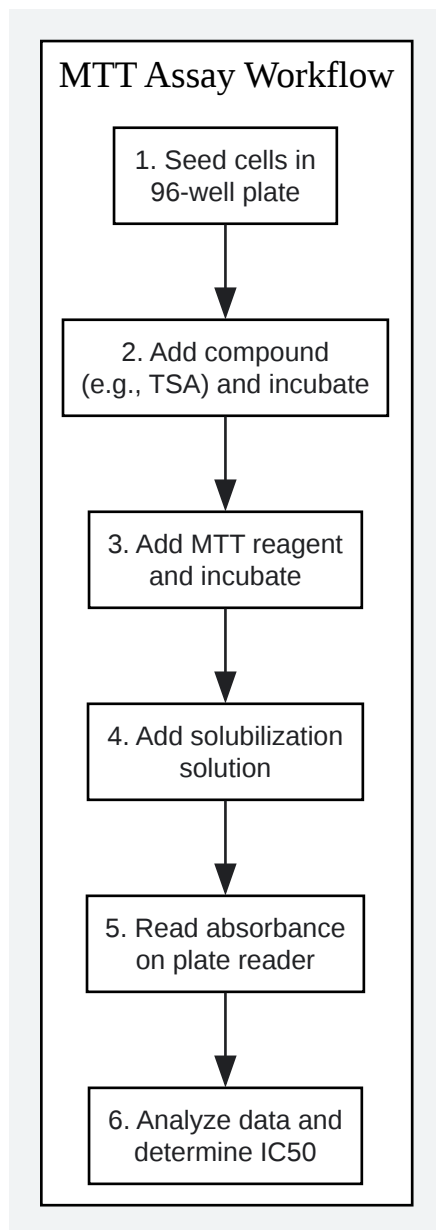 MTT Assay Workflow
1. Seed cells in
96-well plate
2. Add compound
(e.g., TSA) and incubate
3. Add MTT reagent
and incubate
4. Add solubilization
solution
5. Read absorbance
on plate reader
6. Analyze data and
determine IC50